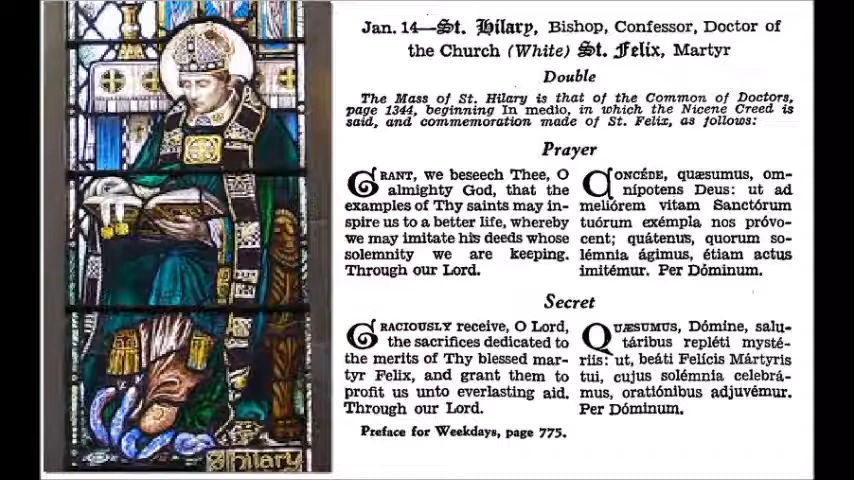 Jan. 14—St. Hilary, Bishop, Confessor, Doctor of
the Church (White) St. Felix, Martyr
Double
The Mass of St. Hilary is that of the Common of Doctors,
page 1344, beginning In medio, in which the Nicene Creed is
said, and commemoration made of St. Felix, as follows:
Prayer
GRANT, we beseech Thee, O
almighty God, that the
examples of Thy saints may in-
spire us to a better life, whereby
we may imitate his deeds whose
solemnity we are keeping.
Through our Lord.
CONCÉDE, quæsumus, om-
nípotens Deus: ut ad
meliórem vitam Sanctórum
tuórum exémpla nos próvo-
cent; quátenus, quorum so-
lémnia ágimus, étiam actus
imitémur. Per Dóminum.
Secret
GRACIOUSLY receive, O Lord,
the sacrifices dedicated to
the merits of Thy blessed mar-
tyr Felix, and grant them to
profit us unto everlasting aid.
Through our Lord.
QUÆSUMUS, Dómine, salu-
táribus repléti mysté-
riis: ut, beáti Felícis Mártyris
tui, cujus solémnia celebrá-
mus, oratiónibus adjuvémur.
Per Dóminum.
Preface for Weekdays, page 775.
S hilary